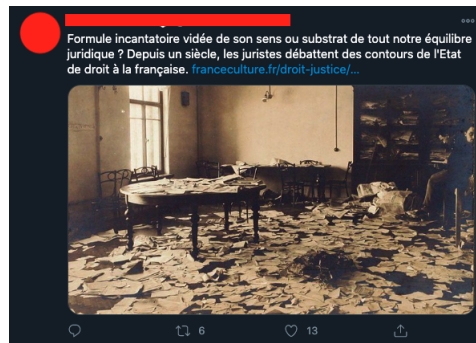 Formule incantatoire vidée de son sens ou substrat de tout notre équilibre
juridique ? Depuis un siècle, les juristes débattent des contours de l'Etat
de droit à la française. franceculture.fr/droit-justice/...
6
13